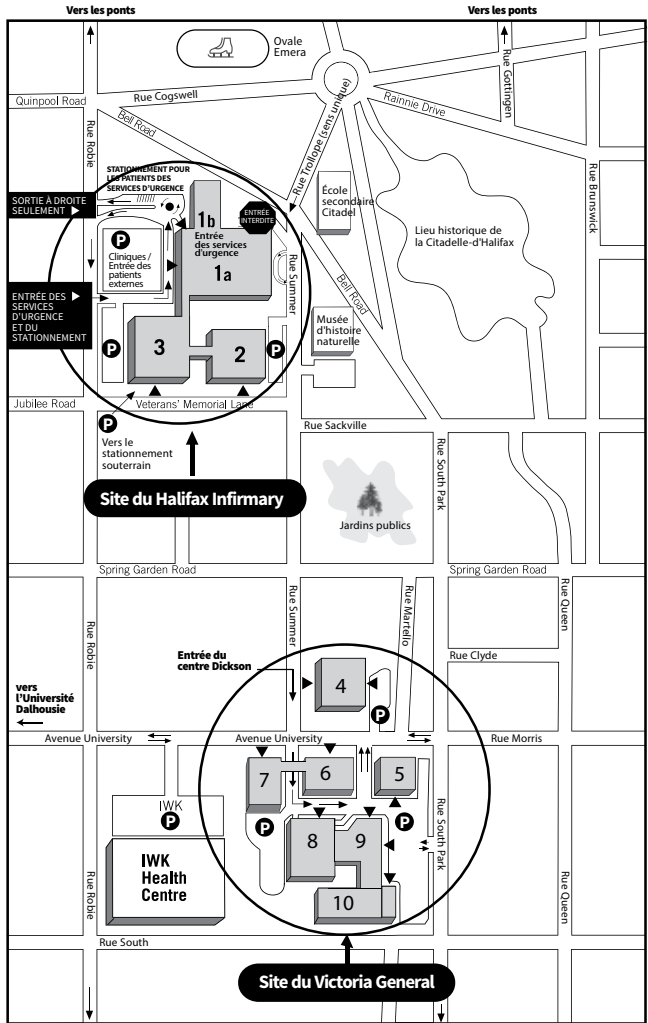 Vers les ponts
Vers les ponts
Ovale
Emera
Rue Gottingen
Rue Cogswell
Quinpool Road
Rainnie Drive
Bell Road
Rue Trollope (sens unique)
Rue Robie
Rue Brunswick
STATIONNEMENT POUR
LES PATIENTS DES
SERVICES D'URGENCE
SORTIE À DROITE
SEULEMENT
École
secondaire
Citadel
1b
ENTRÉE
INTERDITE
Entrée
des services
d'urgence
1a
P
Cliniques /
Entrée des
patients
externes
Lieu historique de
la Citadelle-d'Halifax
Rue Summer
Bell Road
ENTRÉE DES
SERVICES
D'URGENCE
ET DU
STATIONNEMENT
Musée
d'histoire
naturelle
P
3
2
P
Jubilee Road
Veterans' Memorial Lane
P
Vers le
stationnement
souterrain
Rue Sackville
Rue South Park
Site du Halifax Infirmary
Jardins publics
Spring Garden Road
Spring Garden Road
Rue Robie
Rue Summer
Rue Martello
Rue Queen
Entrée du
centre Dickson
Rue Clyde
4
P
vers
l'Université
Dalhousie
Avenue University
Avenue University
Rue Morris
7
6
5
IWK
P
P
8
9
P
Rue South Park
IWK
Health
Centre
10
Rue Robie
Rue Queen
Rue South
Site du Victoria General